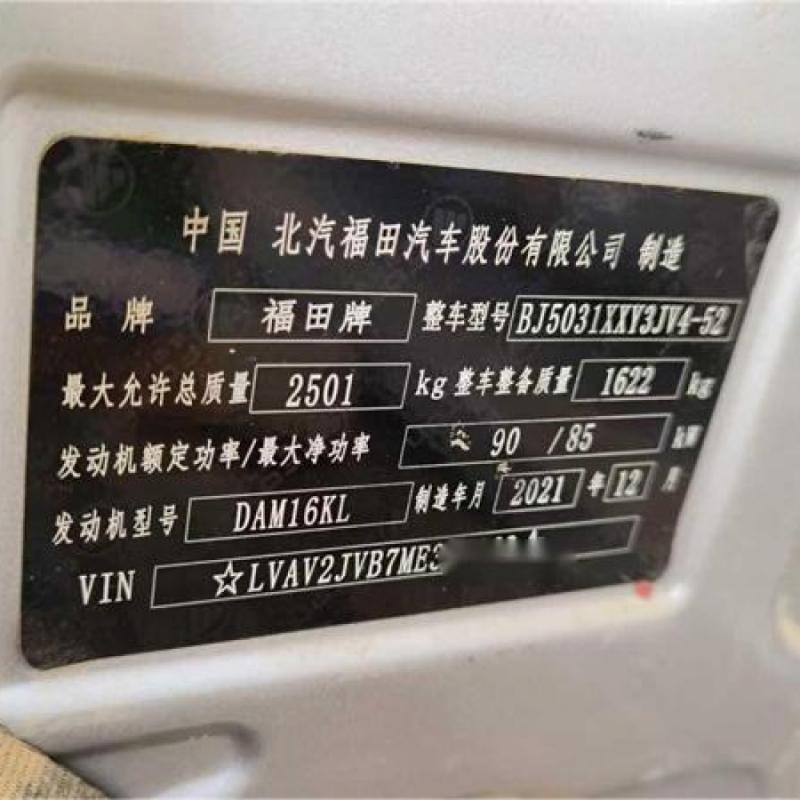 中国 北汽福田汽车股份有限公司 制造
品牌 福田牌 整车型号 BJ5031XXY3JV4-52
最大允许总质量 2501 kg 整车整备质量 1622 kg
发动机额定功率/最大净功率 90 /85 kW
发动机型号 DAM16KL 制造年月 2021 年 12 月
VIN ☆LVAV2JVB7ME3